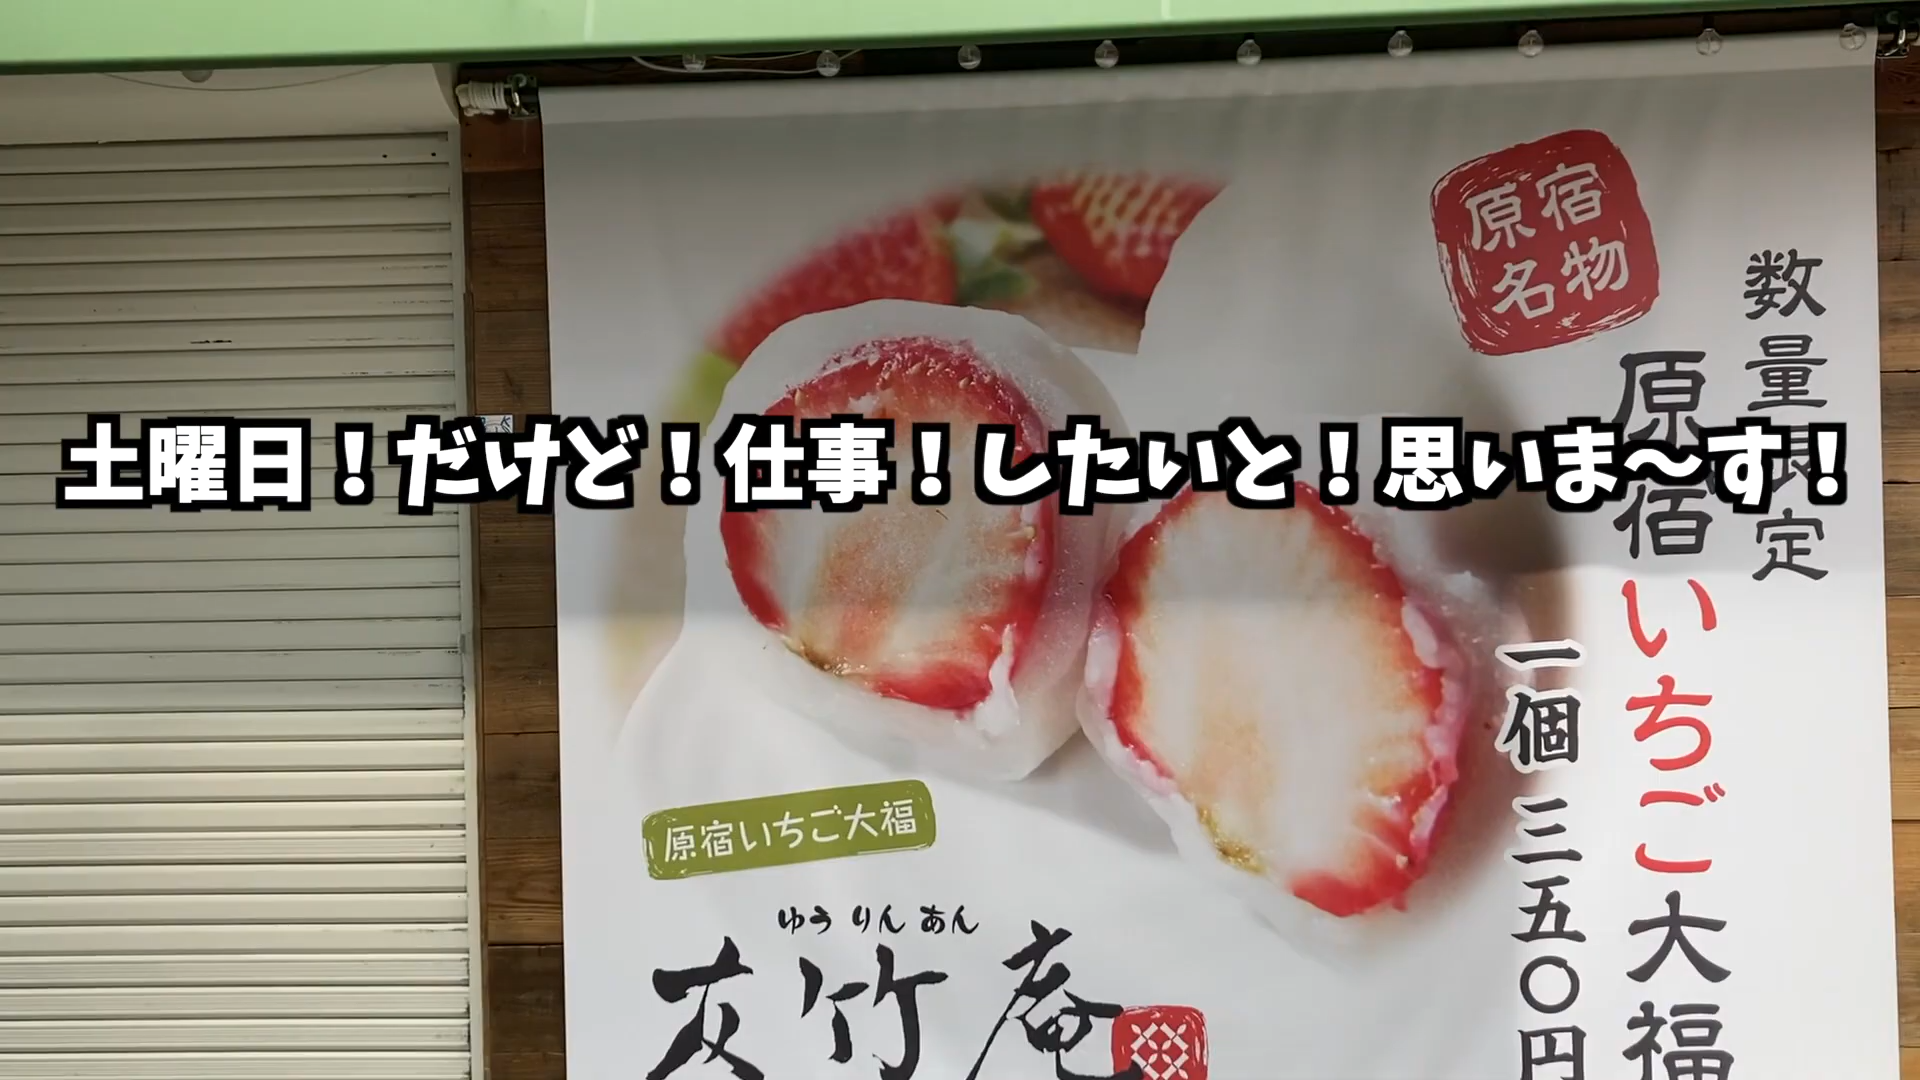 原宿
名物
数量限定
原宿いちご大福
一個 三五〇円
土曜日！だけど！仕事！したいと！思いま〜す！
原宿いちご大福
ゆうりんあん
友竹庵